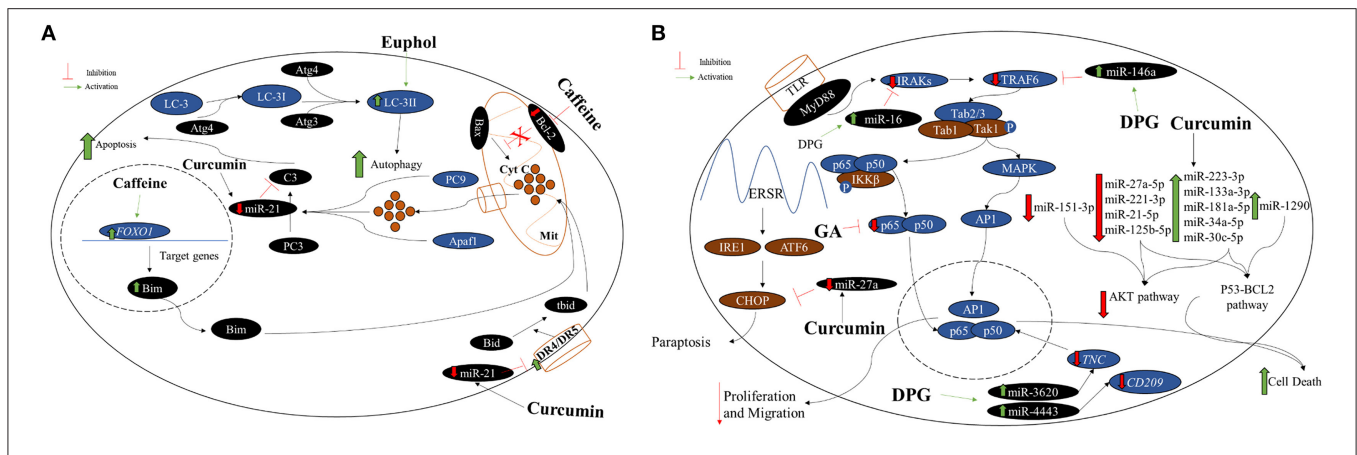 A
Inhibition
Activation
Euphol
Atg4
LC-3
LC-3I
LC-3II
Atg4
Atg3
Caffeine
Bax
Bcl-2
X
Apoptosis
Autophagy
Cyt C
Curcumin
C3
PC9
Caffeine
miR-21
FOXO1
Apaf1
Mit
PC3
Target genes
Bim
Bim
tbid
Bid
DR4/DR5
miR-21
Curcumin
B
Inhibition
Activation
TLR
MyD88
IRAKs
TRAF6
miR-146a
miR-16
Tab2/3
Tab1
Tak1
P
DPG
DPG
Curcumin
p65
p50
IKKβ
P
MAPK
miR-223-3p
miR-27a-5p
miR-133a-3p
miR-221-3p
miR-181a-5p
miR-21-5p
miR-34a-5p
miR-125b-5p
miR-30c-5p
miR-151-3p
miR-1290
ERSR
GA
p65
p50
AP1
IRE1
ATF6
miR-27a
CHOP
Curcumin
AKT pathway
P53-BCL2
pathway
AP1
p65
p50
Paraptosis
TNC
CD209
Cell Death
Proliferation
and Migration
DPG
miR-3620
miR-4443